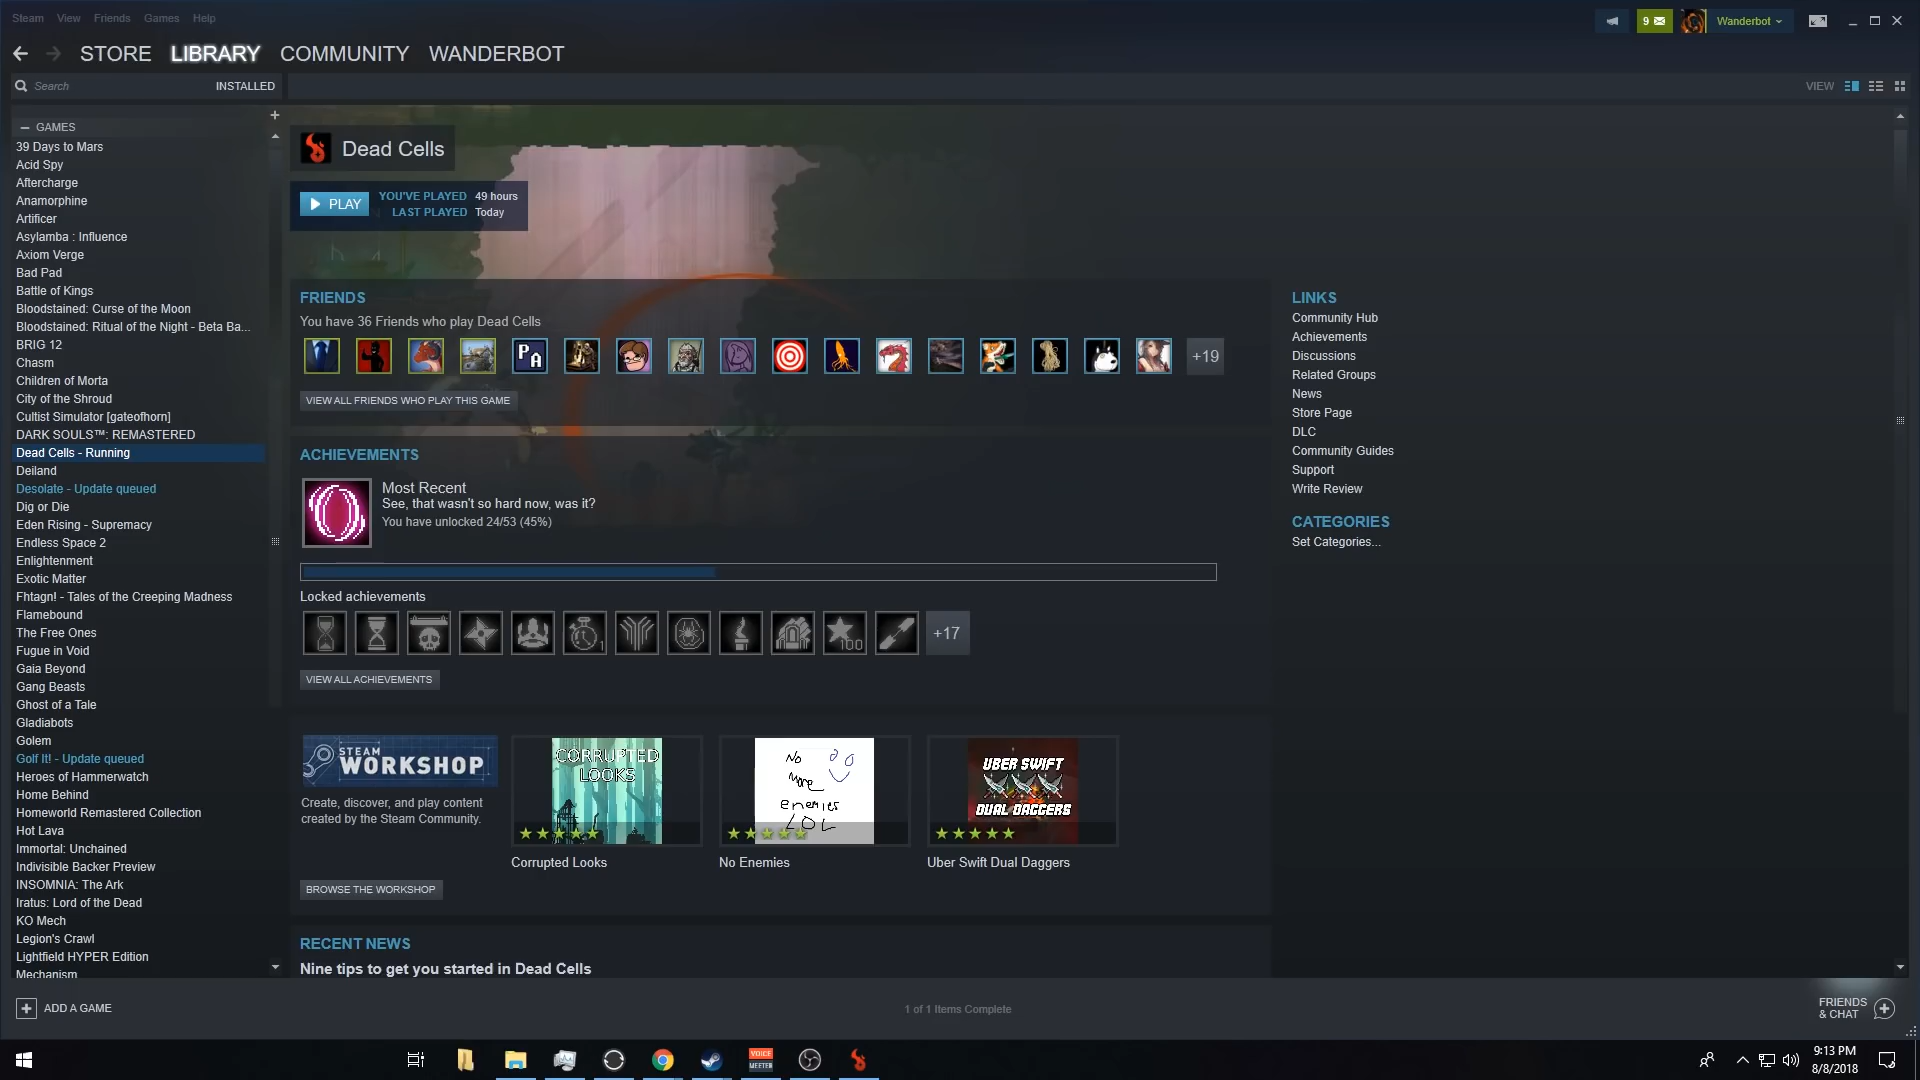 Steam View Friends Games Help
9 Wanderbot
STORE LIBRARY COMMUNITY WANDERBOT
Search INSTALLED VIEW
GAMES
39 Days to Mars
Acid Spy
Aftercharge
Anamorphine
Artificer
Asylamba : Influence
Axiom Verge
Bad Pad
Battle of Kings
Bloodstained: Curse of the Moon
Bloodstained: Ritual of the Night - Beta Ba...
BRIG 12
Chasm
Children of Morta
City of the Shroud
Cultist Simulator [gateofhorn]
DARK SOULS™: REMASTERED
Dead Cells - Running
Deiland
Desolate - Update queued
Dig or Die
Eden Rising - Supremacy
Endless Space 2
Enlightenment
Exotic Matter
Fhtagn! - Tales of the Creeping Madness
Flamebound
The Free Ones
Fugue in Void
Gaia Beyond
Gang Beasts
Ghost of a Tale
Gladiabots
Golem
Golf It! - Update queued
Heroes of Hammerwatch
Home Behind
Homeworld Remastered Collection
Hot Lava
Immortal: Unchained
Indivisible Backer Preview
INSOMNIA: The Ark
Iratus: Lord of the Dead
KO Mech
Legion's Crawl
Lightfield HYPER Edition
Mechanism
Dead Cells
PLAY
YOU'VE PLAYED 49 hours
LAST PLAYED Today
FRIENDS
You have 36 Friends who play Dead Cells
PA
+19
VIEW ALL FRIENDS WHO PLAY THIS GAME
ACHIEVEMENTS
Most Recent
See, that wasn't so hard now, was it?
You have unlocked 24/53 (45%)
Locked achievements
1
100
+17
VIEW ALL ACHIEVEMENTS
STEAM
WORKSHOP
Create, discover, and play content
created by the Steam Community.
BROWSE THE WORKSHOP
CORRUPTED
LOOKS
Corrupted Looks
No
more
enemies
LOL
No Enemies
UBER SWIFT
DUAL DAGGERS
Uber Swift Dual Daggers
RECENT NEWS
Nine tips to get you started in Dead Cells
LINKS
Community Hub
Achievements
Discussions
Related Groups
News
Store Page
DLC
Community Guides
Support
Write Review
CATEGORIES
Set Categories...
ADD A GAME
1 of 1 Items Complete
FRIENDS
& CHAT
VOICE
MEETER
9:13 PM
8/8/2018